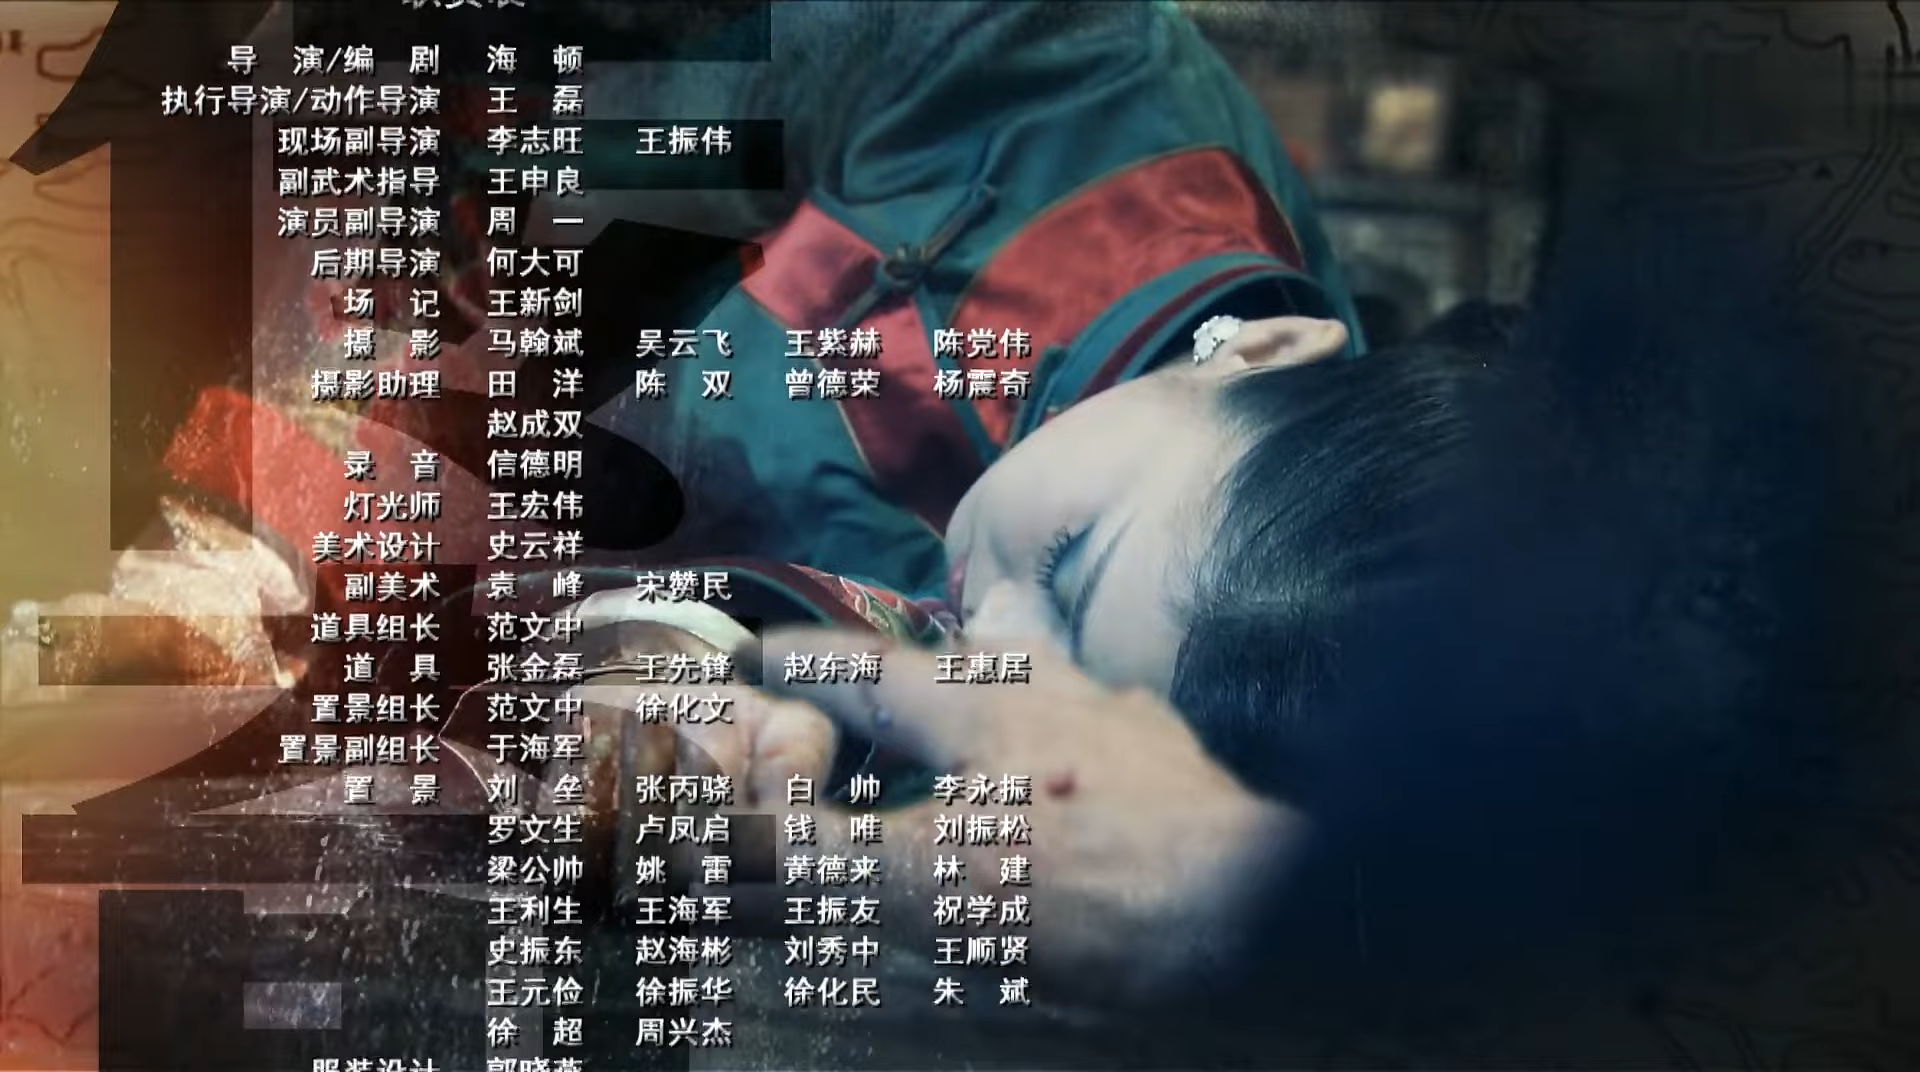 职员表
导 演/编 剧 海 顿
执行导演/动作导演 王 磊
现场副导演 李志旺 王振伟
副武术指导 王申良
演员副导演 周 一
后期导演 何大可
场 记 王新剑
摄 影 马翰斌 吴云飞 王紫赫 陈党伟
摄影助理 田 洋 陈 双 曾德荣 杨震奇
赵成双
录 音 信德明
灯光师 王宏伟
美术设计 史云祥
副美术 袁 峰 宋赞民
道具组长 范文中
道 具 张金磊 王先锋 赵东海 王惠居
置景组长 范文中 徐化文
置景副组长 于海军
置 景 刘 垒 张丙骁 白 帅 李永振
罗文生 卢凤启 钱 唯 刘振松
梁公帅 姚 雷 黄德来 林 建
王利生 王海军 王振友 祝学成
史振东 赵海彬 刘秀中 王顺贤
王元俭 徐振华 徐化民 朱 斌
徐 超 周兴杰
服装设计 郭晓燕